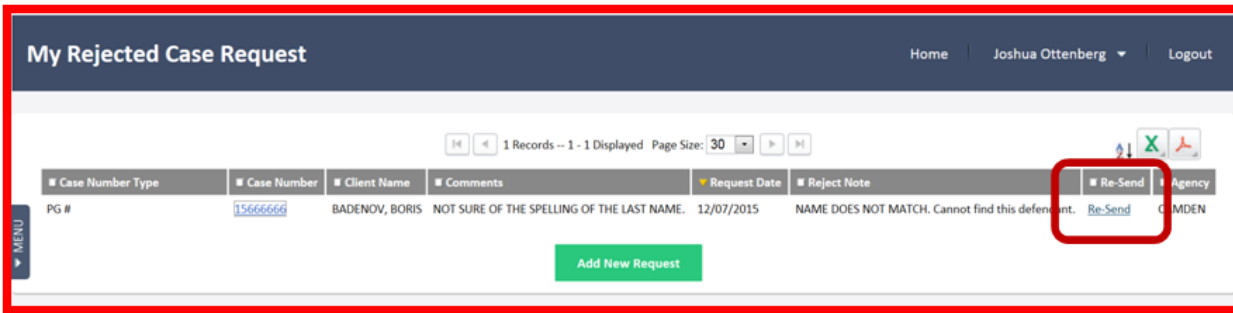 My Rejected Case Request
Home Joshua Ottenberg Logout
1 Records -- 1 - 1 Displayed Page Size: 30
Case Number Type Case Number Client Name Comments Request Date Reject Note Re-Send Agency
PG # 15666666 BADENOV, BORIS NOT SURE OF THE SPELLING OF THE LAST NAME. 12/07/2015 NAME DOES NOT MATCH. Cannot find this defendant. Re-Send CAMDEN
MENU
Add New Request